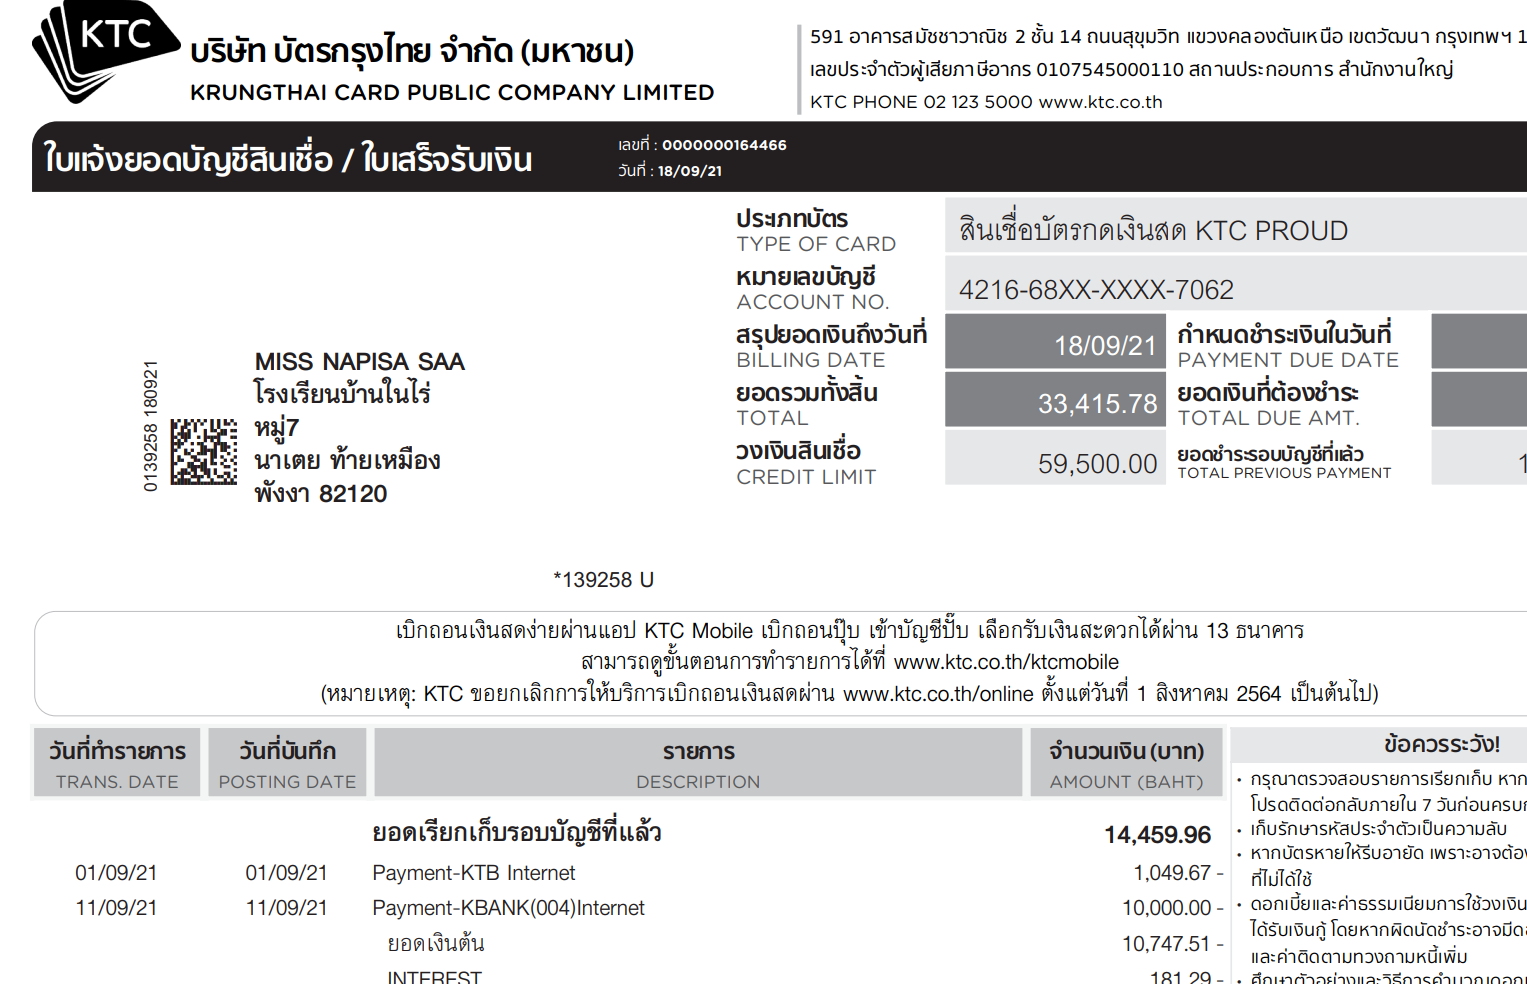 KTC
บริษัท บัตรกรุงไทย จำกัด (มหาชน)
KRUNGTHAI CARD PUBLIC COMPANY LIMITED
591 อาคารสมัชชาวาณิช 2 ชั้น 14 ถนนสุขุมวิท แขวงคลองตันเหนือ เขตวัฒนา กรุงเทพฯ 1
เลขประจำตัวผู้เสียภาษีอากร 0107545000110 สถานประกอบการ สำนักงานใหญ่
KTC PHONE 02 123 5000 www.ktc.co.th
ใบแจ้งยอดบัญชีสินเชื่อ / ใบเสร็จรับเงิน
เลขที่ : 0000000164466
วันที่ : 18/09/21
ประเภทบัตร
TYPE OF CARD
สินเชื่อบัตรกดเงินสด KTC PROUD
หมายเลขบัญชี
ACCOUNT NO.
4216-68XX-XXXX-7062
สรุปยอดเงินถึงวันที่
BILLING DATE
18/09/21
กำหนดชำระเงินในวันที่
PAYMENT DUE DATE
ยอดรวมทั้งสิ้น
TOTAL
33,415.78
ยอดเงินที่ต้องชำระ
TOTAL DUE AMT.
วงเงินสินเชื่อ
CREDIT LIMIT
59,500.00
ยอดชำระรอบบัญชีที่แล้ว
TOTAL PREVIOUS PAYMENT
1
0139258 180921
MISS NAPISA SAA
โรงเรียนบ้านในไร่
หมู่7
นาเตย ท้ายเหมือง
พังงา 82120
*139258 U
เบิกถอนเงินสดง่ายผ่านแอป KTC Mobile เบิกถอนปุ๊บ เข้าบัญชีปั๊บ เลือกรับเงินสะดวกได้ผ่าน 13 ธนาคาร
สามารถดูขั้นตอนการทำรายการได้ที่ www.ktc.co.th/ktcmobile
(หมายเหตุ: KTC ขอยกเลิกการให้บริการเบิกถอนเงินสดผ่าน www.ktc.co.th/online ตั้งแต่วันที่ 1 สิงหาคม 2564 เป็นต้นไป)
วันที่ทำรายการ วันที่บันทึก รายการ จำนวนเงิน (บาท)
TRANS. DATE POSTING DATE DESCRIPTION AMOUNT (BAHT)
ยอดเรียกเก็บรอบบัญชีที่แล้ว 14,459.96
01/09/21 01/09/21 Payment-KTB Internet 1,049.67 -
11/09/21 11/09/21 Payment-KBANK(004)Internet 10,000.00 -
ยอดเงินต้น 10,747.51 -
INTEREST 181.29 -
ข้อควรระวัง!
• กรุณาตรวจสอบรายการเรียกเก็บ หาก
โปรดติดต่อกลับภายใน 7 วันก่อนครบ
• เก็บรักษารหัสประจำตัวเป็นความลับ
• หากบัตรหายให้รีบอายัด เพราะอาจต้อง
ที่ไม่ได้ใช้
• ดอกเบี้ยและค่าธรรมเนียมการใช้วงเงิน
ได้รับเงินกู้ โดยหากผิดนัดชำระอาจมี
และค่าติดตามทวงถามหนี้เพิ่ม
• ศึกษาตัวอย่างและวิธีการคำนวณ